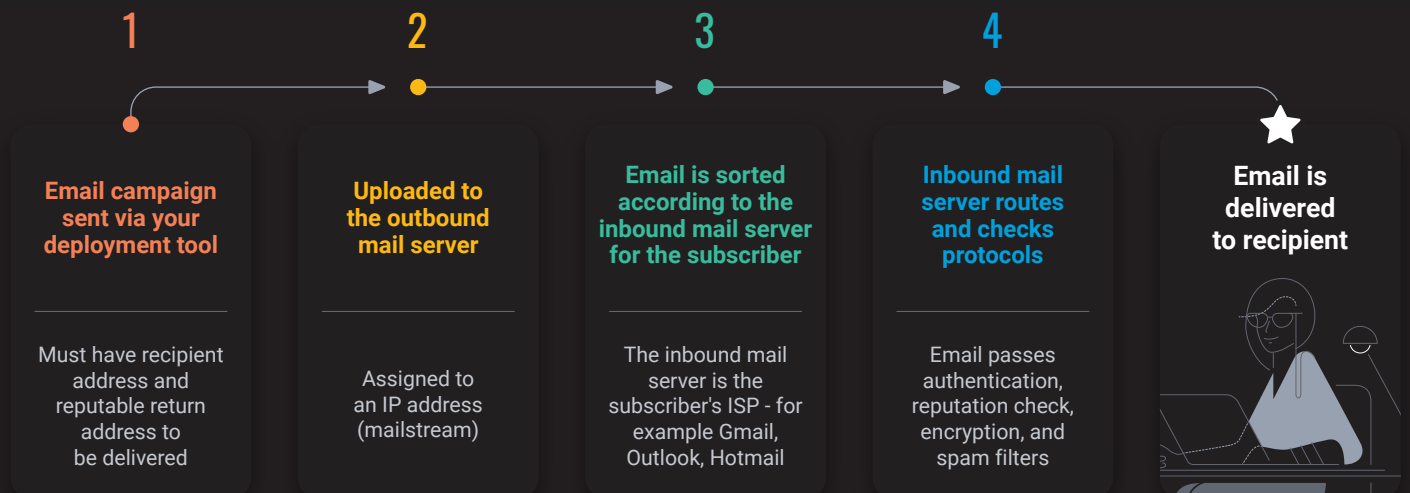 1
Email campaign
sent via your
deployment tool
Must have recipient
address and
reputable return
address to
be delivered
2
Uploaded to
the outbound
mail server
Assigned to
an IP address
(mailstream)
3
Email is sorted
according to the
inbound mail server
for the subscriber
The inbound mail
server is the
subscriber's ISP - for
example Gmail,
Outlook, Hotmail
4
Inbound mail
server routes
and checks
protocols
Email passes
authentication,
reputation check,
encryption, and
spam filters
Email is
delivered
to recipient